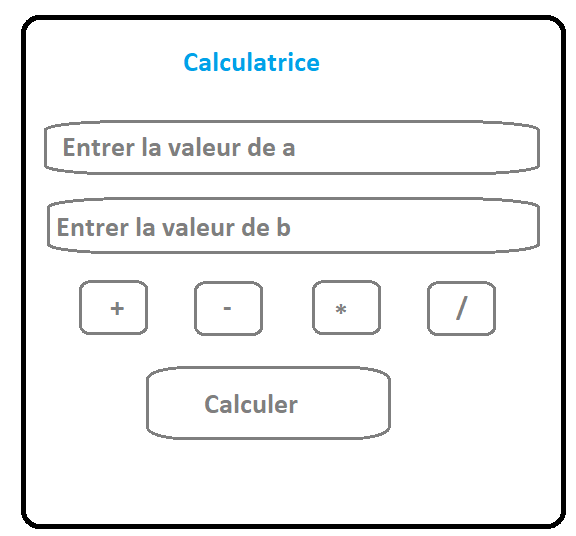 Calculatrice
Entrer la valeur de a
Entrer la valeur de b
+ - * /
Calculer